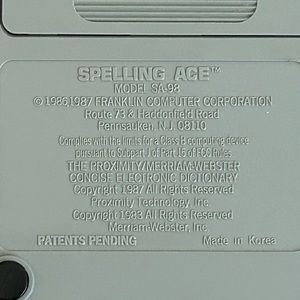 SPELLING ACE™
MODEL SA-98
© 1986,1987 FRANKLIN COMPUTER CORPORATION
Route 73 & Haddonfield Road
Pennsauken, N.J. 08110
Complies with the limits for a Class B computing device
pursuant to Subpart J of Part 15 of FCC Rules
THE PROXIMITY/MERRIAM-WEBSTER
CONCISE ELECTRONIC DICTIONARY
Copyright 1987 All Rights Reserved
Proximity Technology, Inc.
Copyright 1983 All Rights Reserved
Merriam-Webster, Inc
PATENTS PENDING Made in Korea